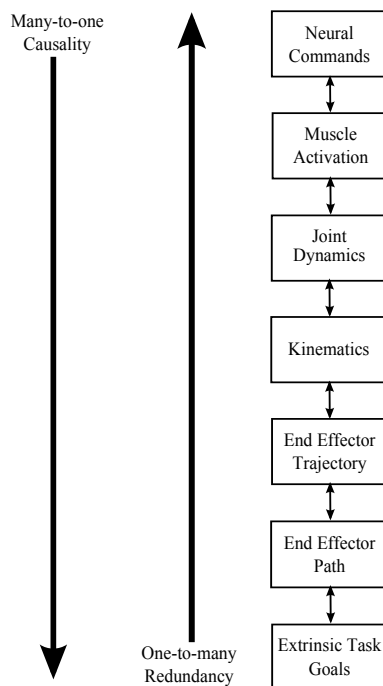 Many-to-one
Causality
One-to-many
Redundancy
Neural
Commands
Muscle
Activation
Joint
Dynamics
Kinematics
End Effector
Trajectory
End Effector
Path
Extrinsic Task
Goals